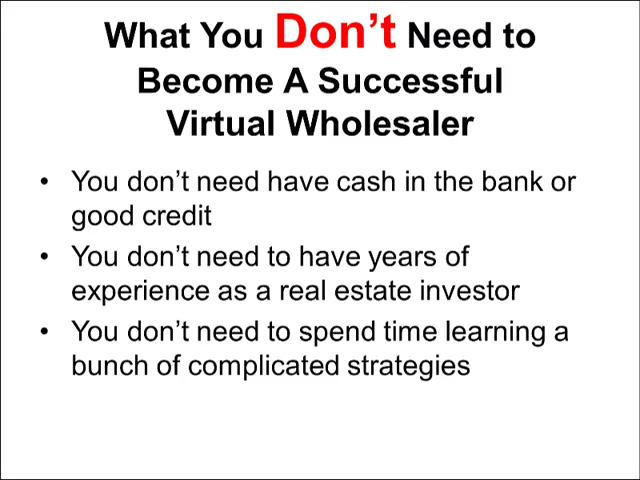 What You Don’t Need to
Become A Successful
Virtual Wholesaler
• You don’t need have cash in the bank or
good credit
• You don’t need to have years of
experience as a real estate investor
• You don’t need to spend time learning a
bunch of complicated strategies